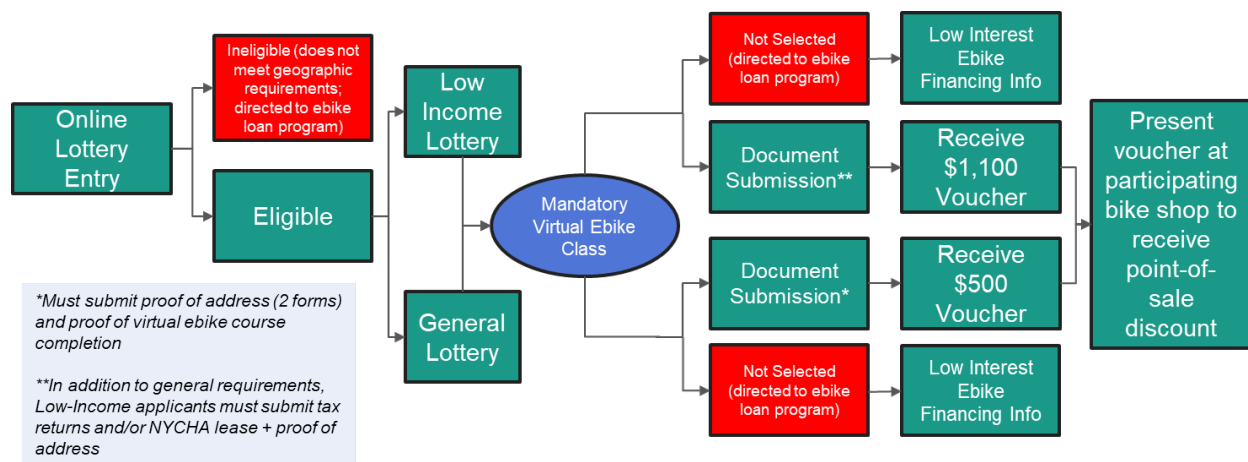 Online
Lottery
Entry
Ineligible (does not
meet geographic
requirements;
directed to ebike
loan program)
Eligible
Low
Income
Lottery
General
Lottery
Mandatory
Virtual Ebike
Class
Not Selected
(directed to ebike
loan program)
Low Interest
Ebike
Financing Info
Document
Submission**
Receive
$1,100
Voucher
Document
Submission*
Receive
$500
Voucher
Not Selected
(directed to ebike
loan program)
Low Interest
Ebike
Financing Info
Present
voucher at
participating
bike shop to
receive
point-of-
sale
discount
*Must submit proof of address (2 forms)
and proof of virtual ebike course
completion
**In addition to general requirements,
Low-Income applicants must submit tax
returns and/or NYCHA lease + proof of
address